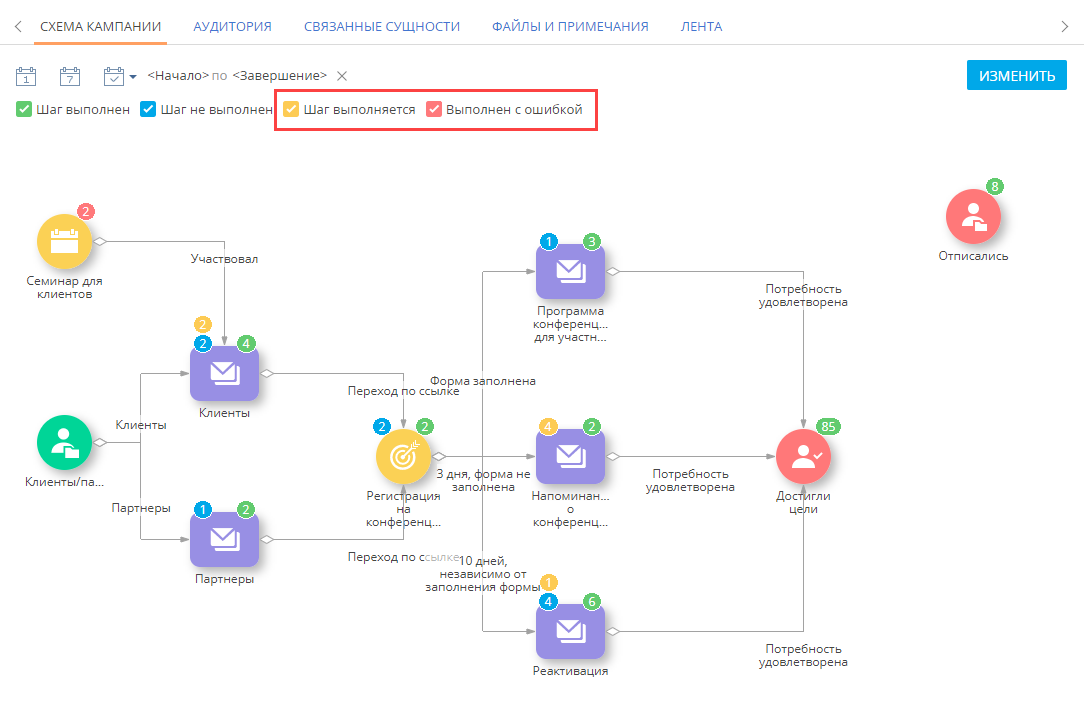 СХЕМА КАМПАНИИ АУДИТОРИЯ СВЯЗАННЫЕ СУЩНОСТИ ФАЙЛЫ И ПРИМЕЧАНИЯ ЛЕНТА
1 7 <Начало> по <Завершение>
ИЗМЕНИТЬ
Шаг выполнен Шаг не выполнен Шаг выполняется Выполнен с ошибкой
2
Семинар для
клиентов
Участвовал
8
Отписались
1 3
Программа
конференц...
для участн...
Потребность
удовлетворена
2
2 4
Клиенты
Переход по ссылке
Форма заполнена
Клиенты/па...
Клиенты
Партнеры
2 2
Регистрация
на
конференц...
3 дня, форма не
заполнена
4 2
Напоминан...
о
конференц...
Потребность
удовлетворена
85
Достигли
цели
1 2
Партнеры
Переход по ссылке
10 дней,
независимо от
заполнения формы
1
4 6
Реактивация
Потребность
удовлетворена